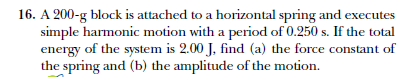 16. A 200-g block is attached to a horizontal spring and executes
simple harmonic motion with a period of 0.250 s. If the total
energy of the system is 2.00 J, find (a) the force constant of
the spring and (b) the amplitude of the motion.